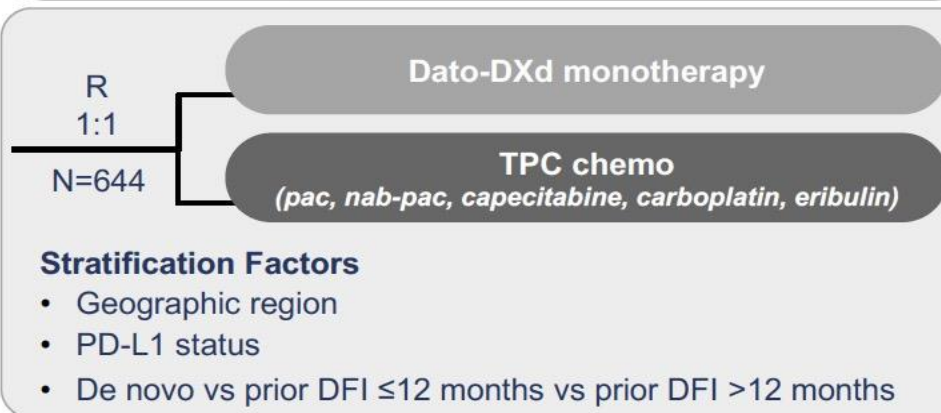 R
1:1
N=644
Dato-DXd monotherapy
TPC chemo
(pac, nab-pac, capecitabine, carboplatin, eribulin)
Stratification Factors
• Geographic region
• PD-L1 status
• De novo vs prior DFI ≤12 months vs prior DFI >12 months